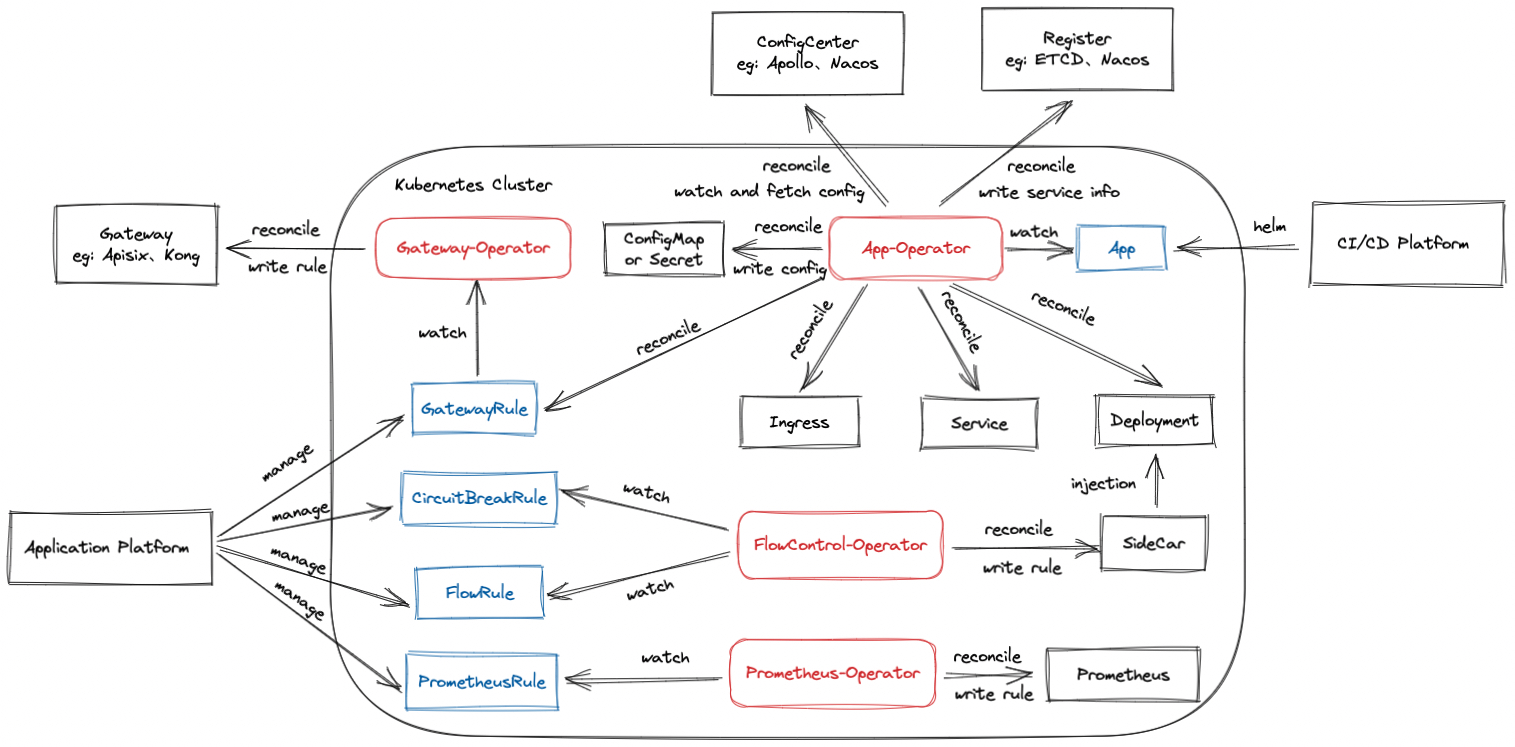 ConfigCenter
eg: Apollo、Nacos
Register
eg: ETCD、Nacos
Kubernetes Cluster
reconcile
watch and fetch config
reconcile
write service info
Gateway
eg: Apisix、Kong
reconcile
write rule
Gateway-Operator
ConfigMap
or Secret
reconcile
write config
App-Operator
watch
App
helm
CI/CD Platform
watch
reconcile
reconcile
reconcile
reconcile
GatewayRule
Ingress
Service
Deployment
manage
CircuitBreakRule
watch
injection
manage
Application Platform
FlowControl-Operator
reconcile
write rule
SideCar
manage
FlowRule
watch
manage
PrometheusRule
watch
Prometheus-Operator
reconcile
write rule
Prometheus